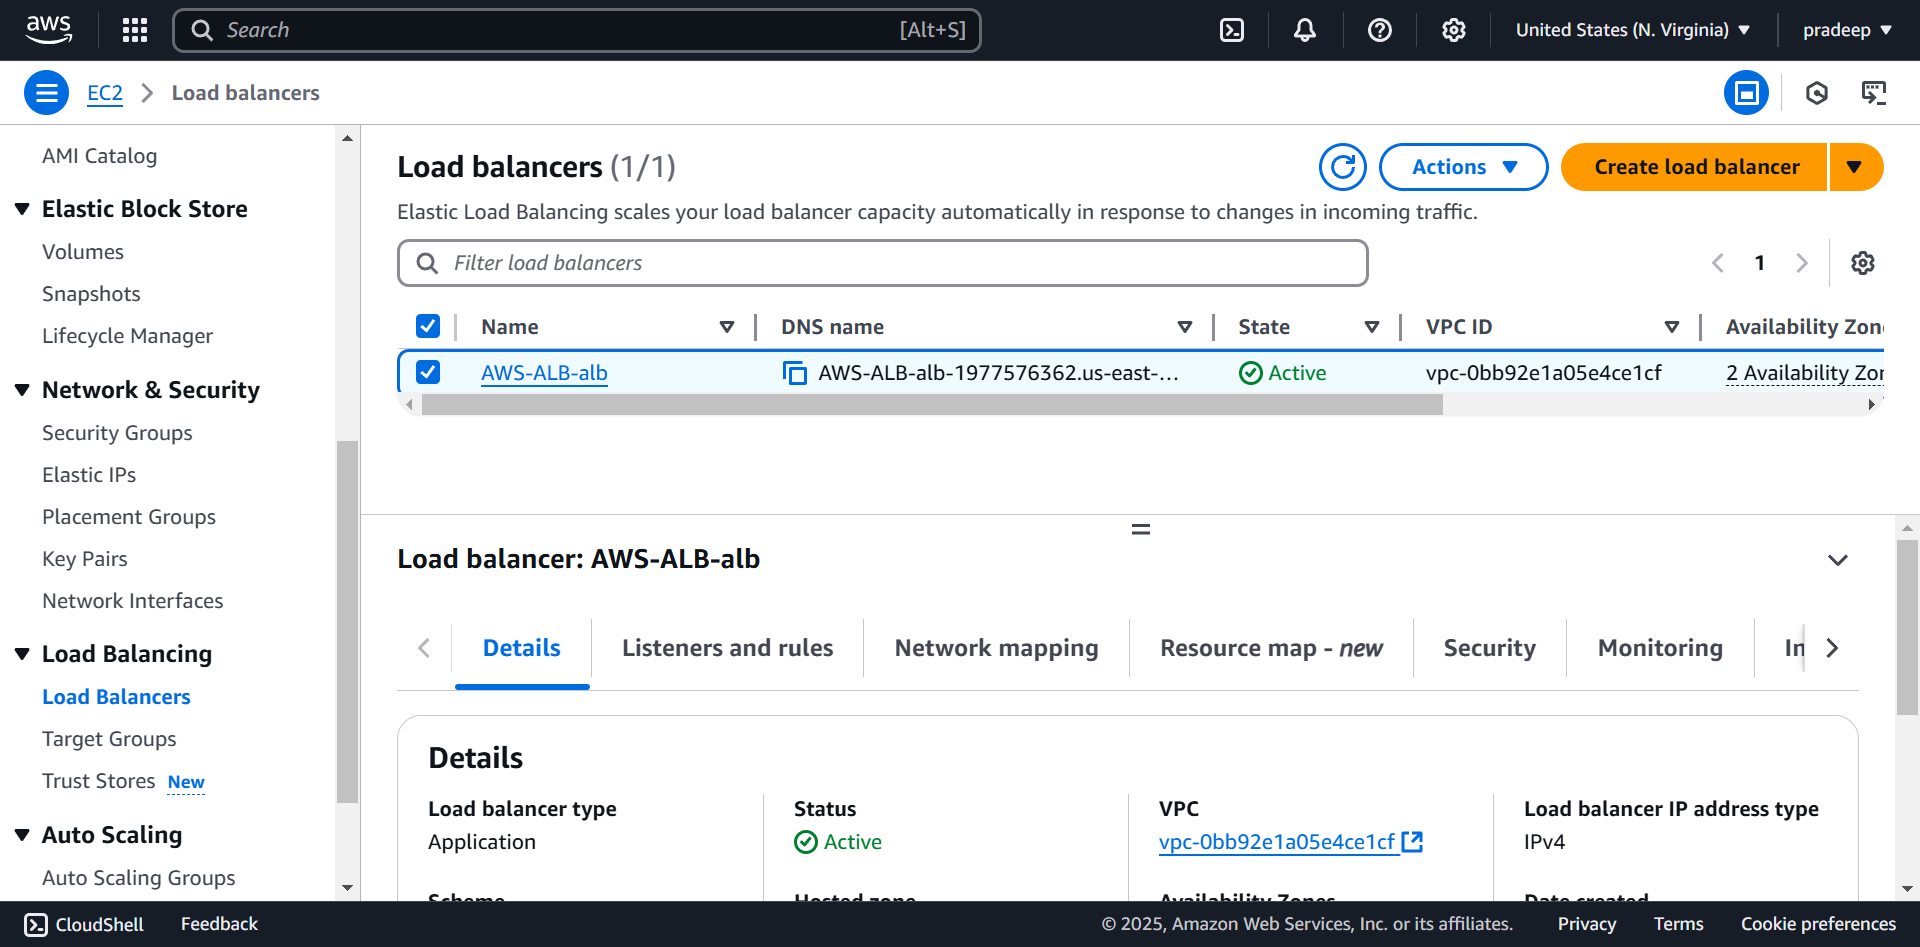 aws
Search [Alt+S]
United States (N. Virginia)
pradeep
EC2 Load balancers
AMI Catalog
Elastic Block Store
Volumes
Snapshots
Lifecycle Manager
Network & Security
Security Groups
Elastic IPs
Placement Groups
Key Pairs
Network Interfaces
Load Balancing
Load Balancers
Target Groups
Trust Stores New
Auto Scaling
Auto Scaling Groups
Load balancers (1/1)
Actions
Create load balancer
Elastic Load Balancing scales your load balancer capacity automatically in response to changes in incoming traffic.
Filter load balancers
1
Name DNS name State VPC ID Availability Zon
AWS-ALB-alb AWS-ALB-alb-1977576362.us-east-... Active vpc-0bb92e1a05e4ce1cf 2 Availability Zor
Load balancer: AWS-ALB-alb
Details Listeners and rules Network mapping Resource map - new Security Monitoring In
Details
Load balancer type
Application
Status
Active
VPC
vpc-0bb92e1a05e4ce1cf
Load balancer IP address type
IPv4
Scheme Hosted zone Availability Zones Date created
CloudShell Feedback © 2025, Amazon Web Services, Inc. or its affiliates. Privacy Terms Cookie preferences